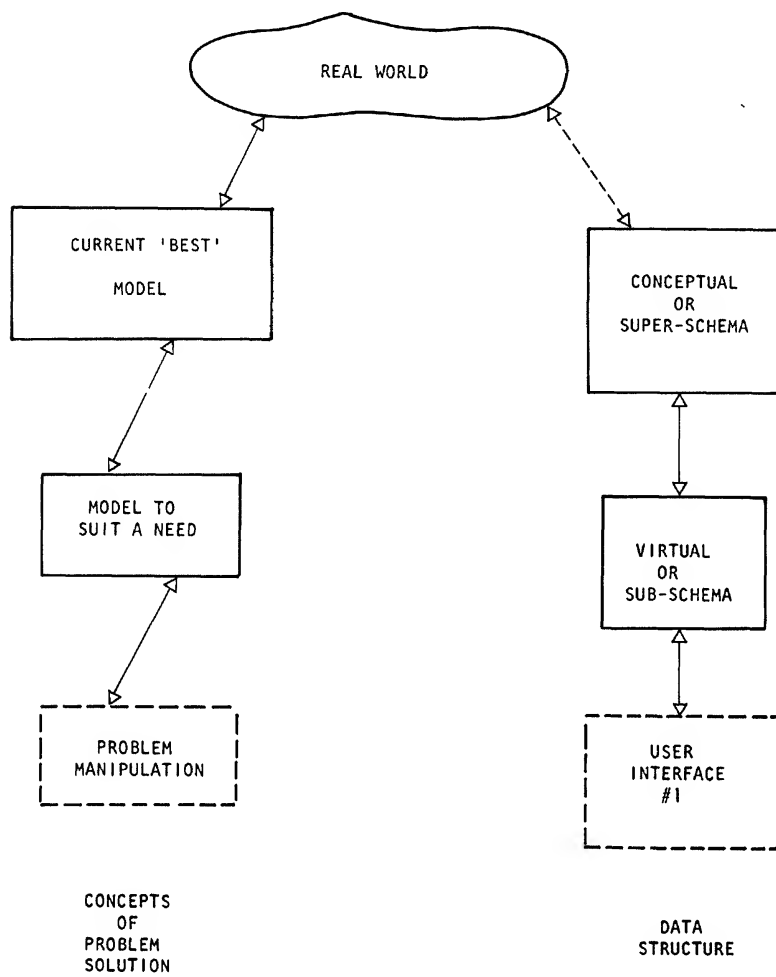 REAL WORLD
CURRENT 'BEST'
MODEL
MODEL TO
SUIT A NEED
PROBLEM
MANIPULATION
CONCEPTS
OF
PROBLEM
SOLUTION
CONCEPTUAL
OR
SUPER-SCHEMA
VIRTUAL
OR
SUB-SCHEMA
USER
INTERFACE
#1
DATA
STRUCTURE